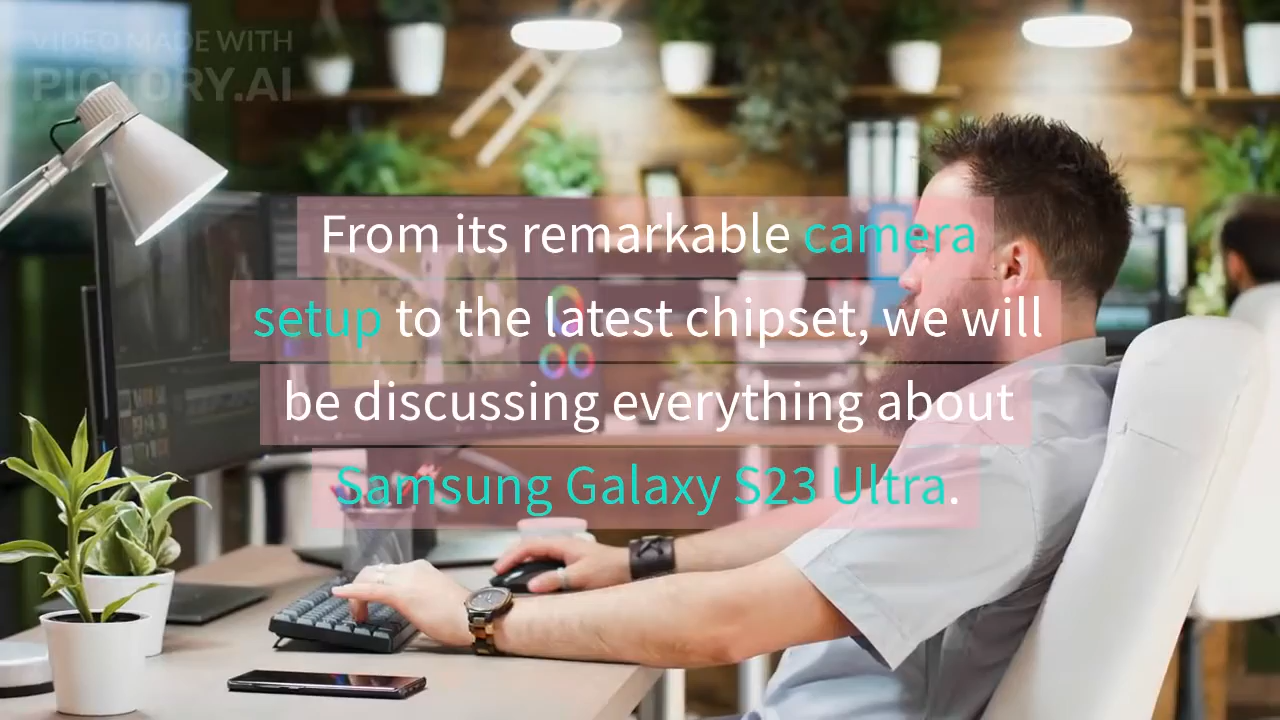 VIDEO MADE WITH
PICTORY.AI
From its remarkable camera
setup to the latest chipset, we will
be discussing everything about
Samsung Galaxy S23 Ultra.